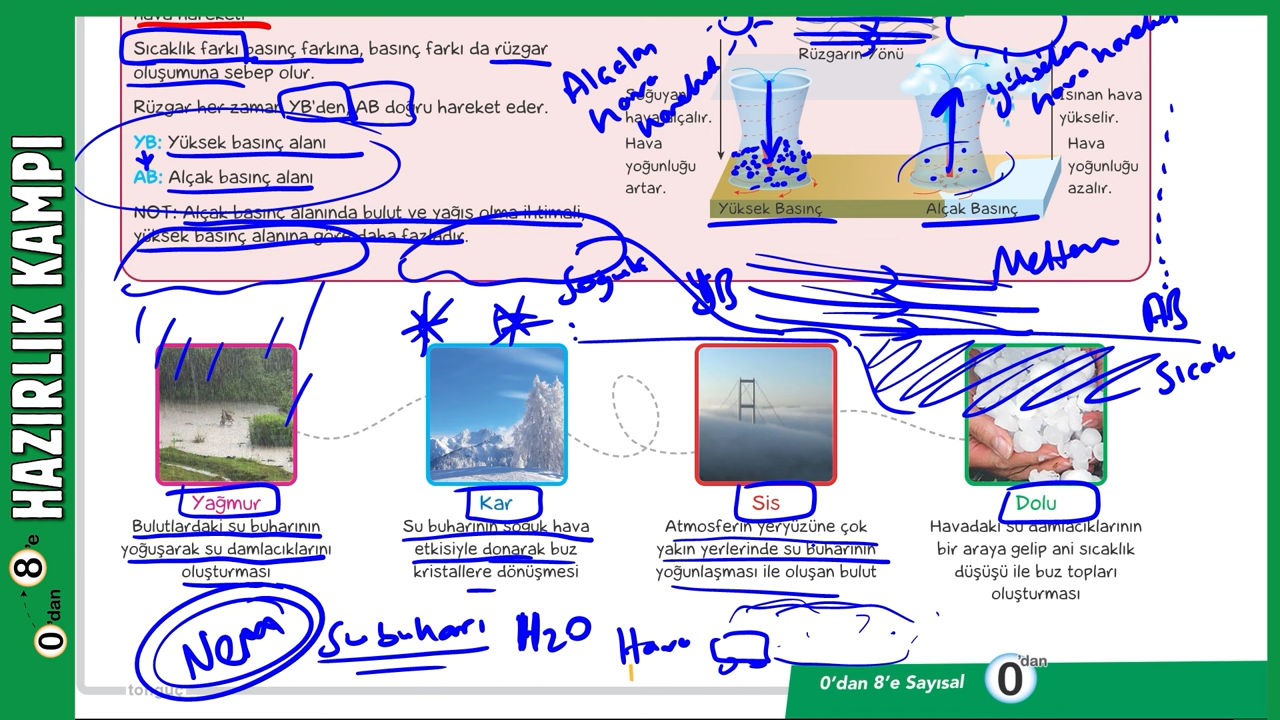 HAZIRLIK KAMPI
0'dan 8'e
hava hareketi
Sıcaklık farkı basınç farkına, basınç farkı da rüzgar
oluşumuna sebep olur.
Rüzgar her zaman YB'den, AB doğru hareket eder.
YB: Yüksek basınç alanı
AB: Alçak basınç alanı
NOT: Alçak basınç alanında bulut ve yağış olma ihtimali,
yüksek basınç alanına göre daha fazladır.
Alçalan
hava
hareketi
Rüzgarın Yönü
yükselen
hava hareketi
Soğuyan
hava alçalır.
Hava
yoğunluğu
artar.
Isınan hava
yükselir.
Hava
yoğunluğu
azalır.
Yüksek Basınç
Alçak Basınç
Soğuk
YB
Meltem
AB
Sıcak
Yağmur
Bulutlardaki su buharının
yoğuşarak su damlacıklarını
oluşturması
Kar
Su buharının soğuk hava
etkisiyle donarak buz
kristallere dönüşmesi
Sis
Atmosferin yeryüzüne çok
yakın yerlerinde su buharının
yoğunlaşması ile oluşan bulut
Dolu
Havadaki su damlacıklarının
bir araya gelip ani sıcaklık
düşüşü ile buz topları
oluşturması
Nem
Su buharı H2O Hava
tonguç
0'dan 8'e Sayısal
0'dan